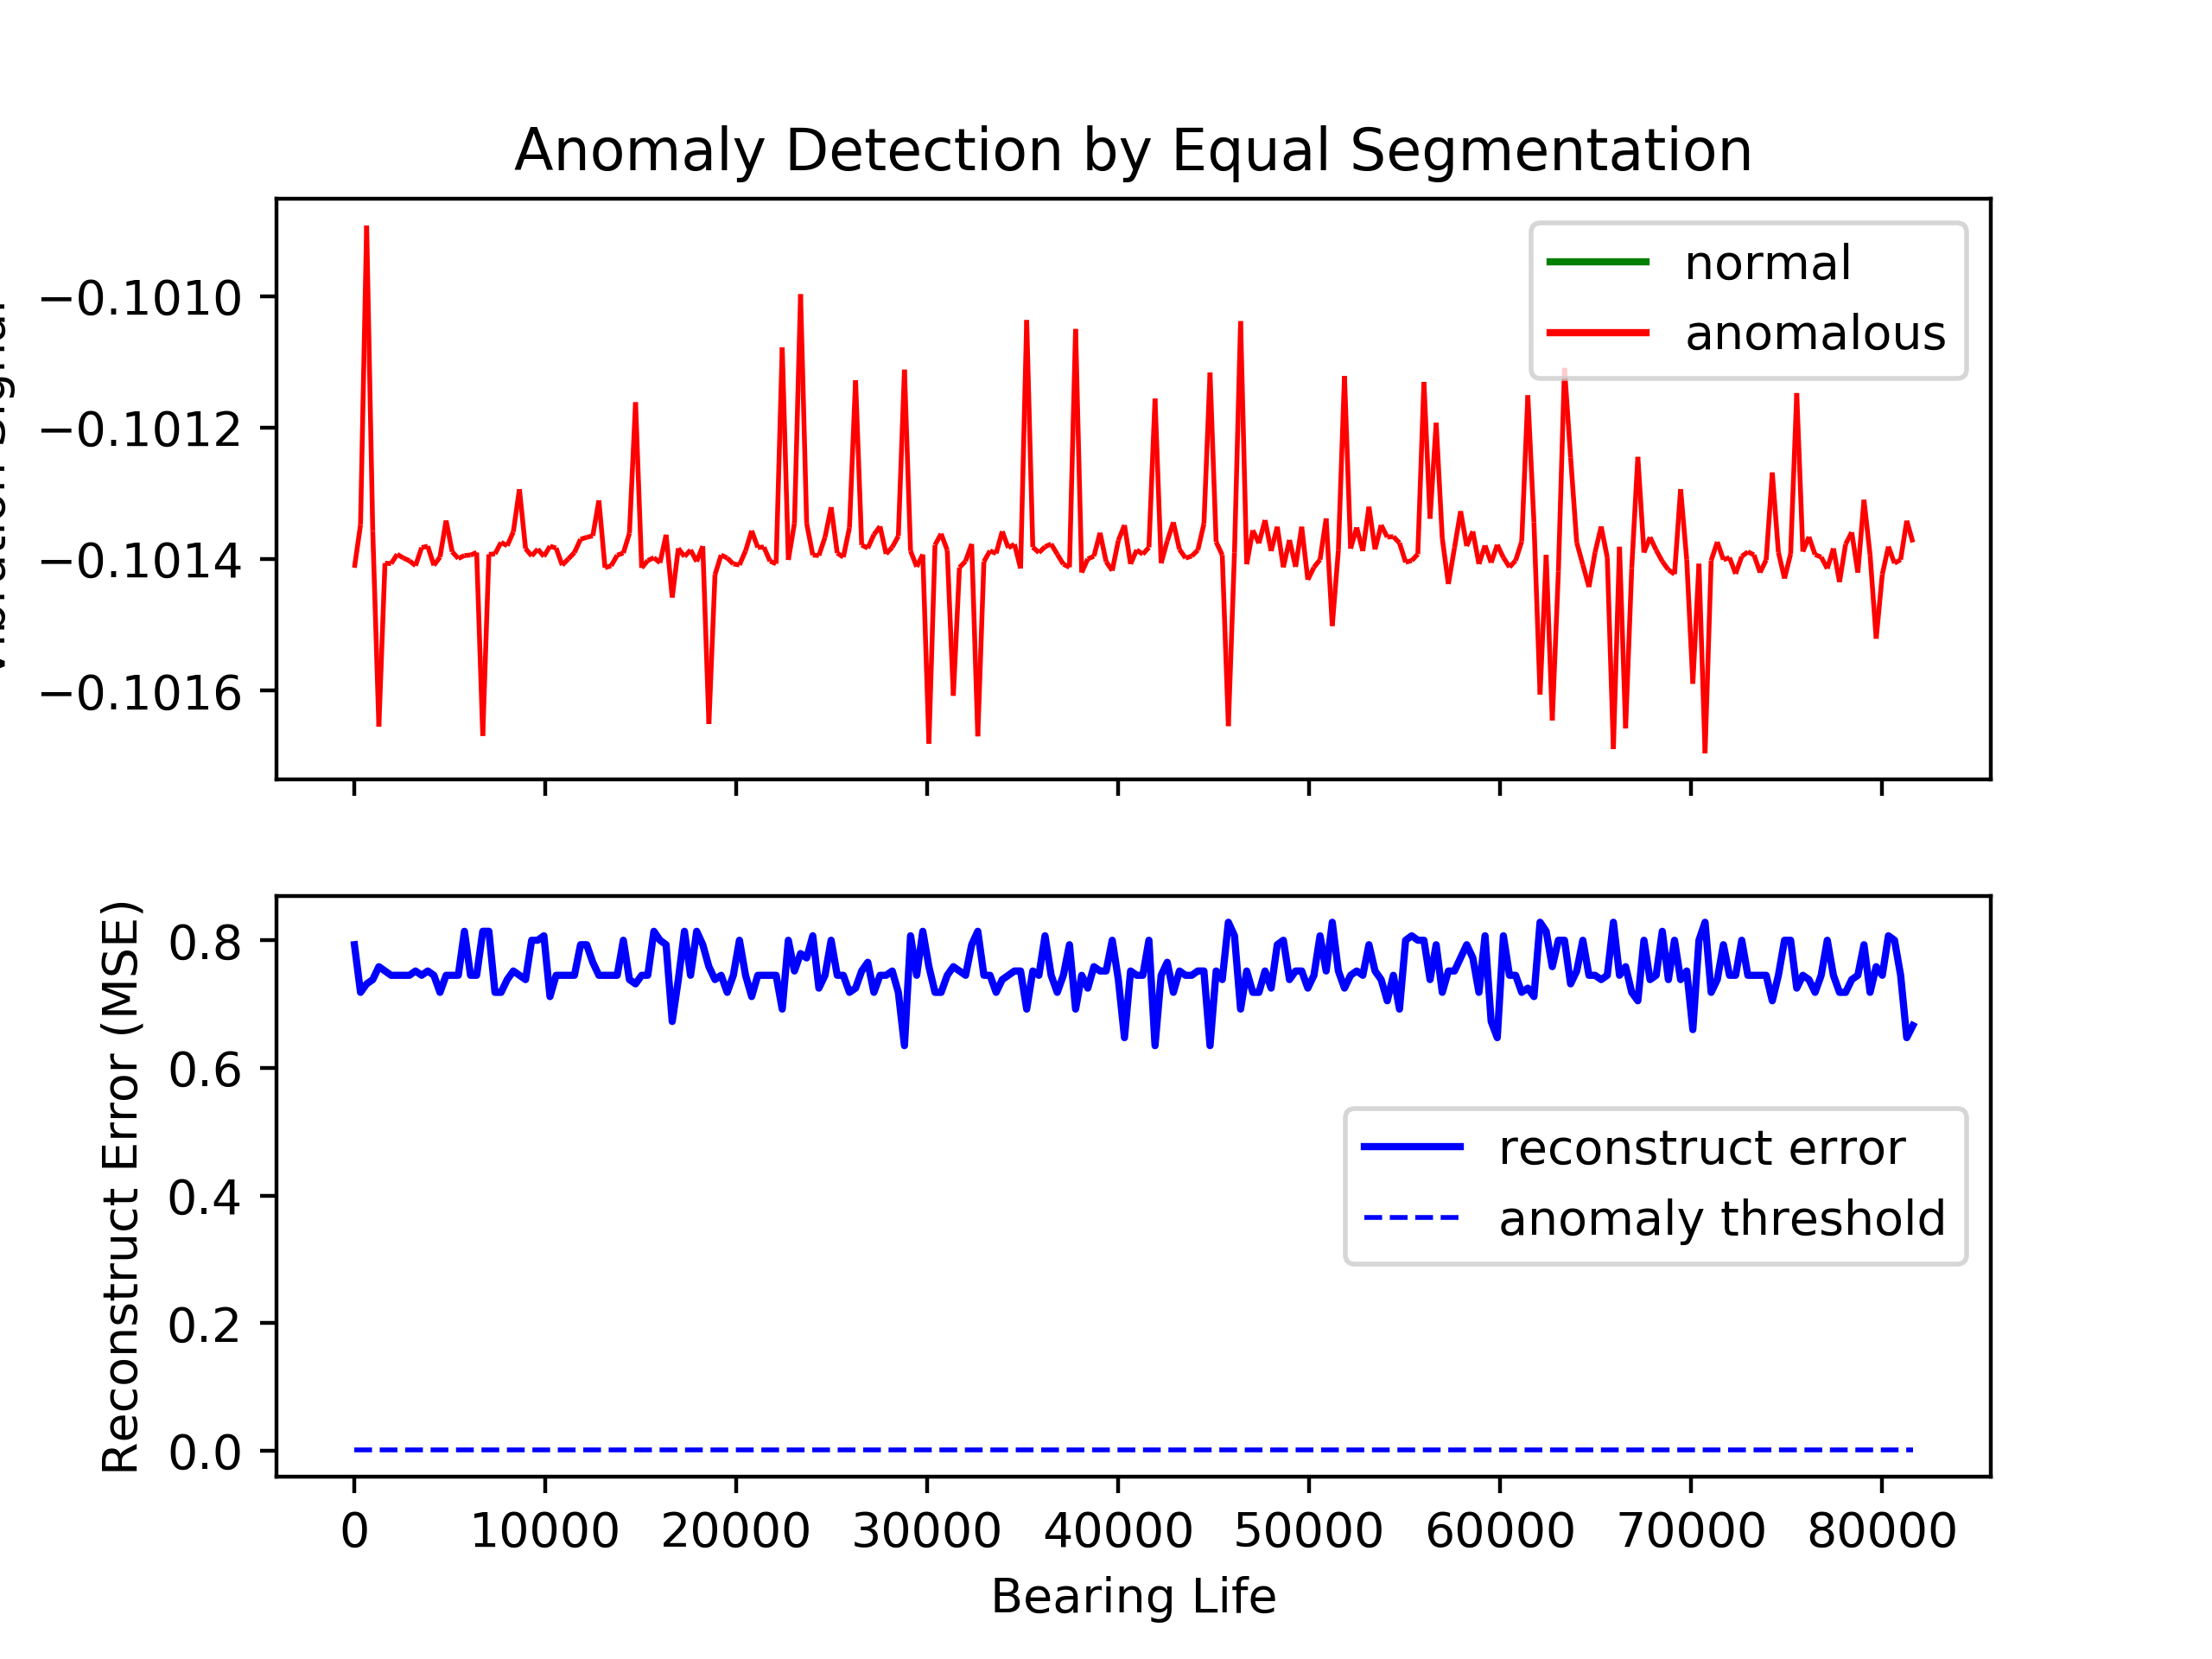 Anomaly Detection by Equal Segmentation
normal
anomalous
−0.1010
−0.1012
−0.1014
−0.1016
reconstruct error
anomaly threshold
Reconstruct Error (MSE)
0.8
0.6
0.4
0.2
0.0
0 10000 20000 30000 40000 50000 60000 70000 80000
Bearing Life